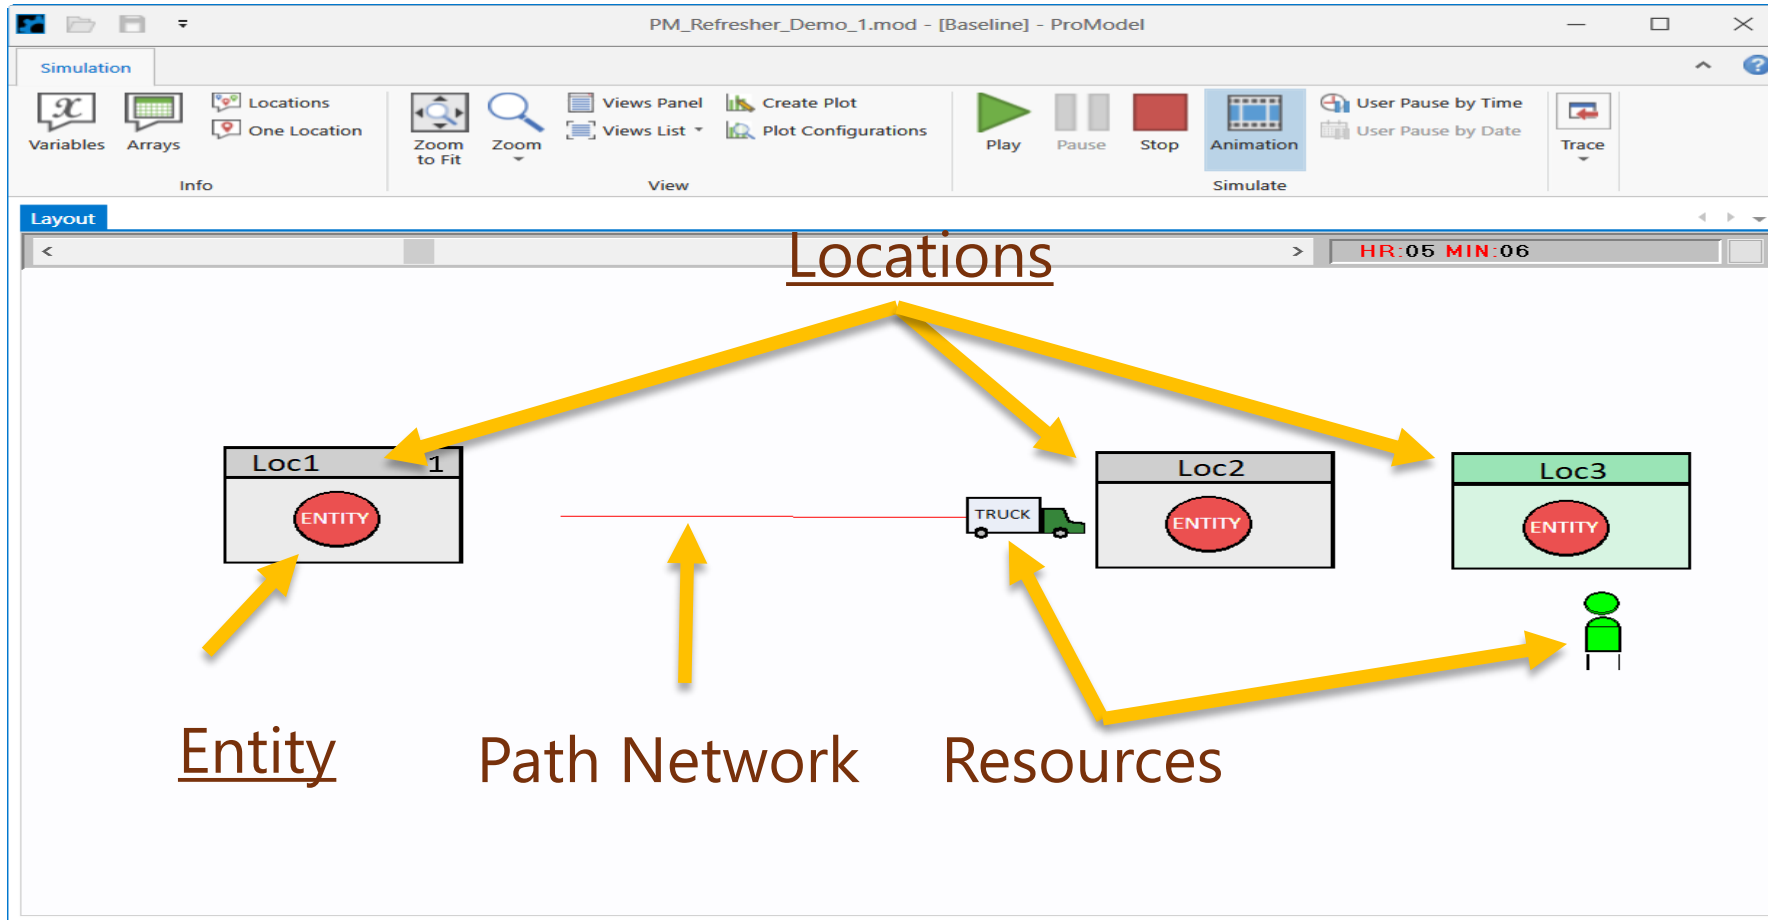 PM_Refresher_Demo_1.mod - [Baseline] - ProModel
Simulation
Variables
Arrays
Locations
One Location
Info
Zoom to Fit
Zoom
Views Panel
Views List
Create Plot
Plot Configurations
View
Play
Pause
Stop
Animation
User Pause by Time
User Pause by Date
Simulate
Trace
Layout
HR:05 MIN:06
Locations
Loc1 1
ENTITY
TRUCK
Loc2
ENTITY
Loc3
ENTITY
Entity
Path Network
Resources